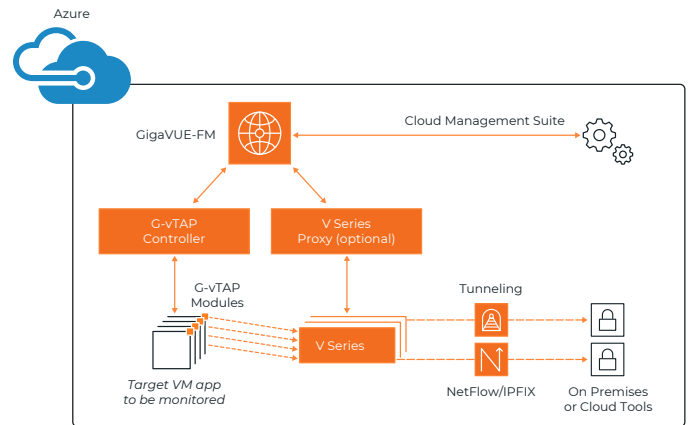 Azure
GigaVUE-FM
Cloud Management Suite
G-vTAP
Controller
V Series
Proxy (optional)
G-vTAP
Modules
Tunneling
V Series
Target VM app
to be monitored
NetFlow/IPFIX
On Premises
or Cloud Tools